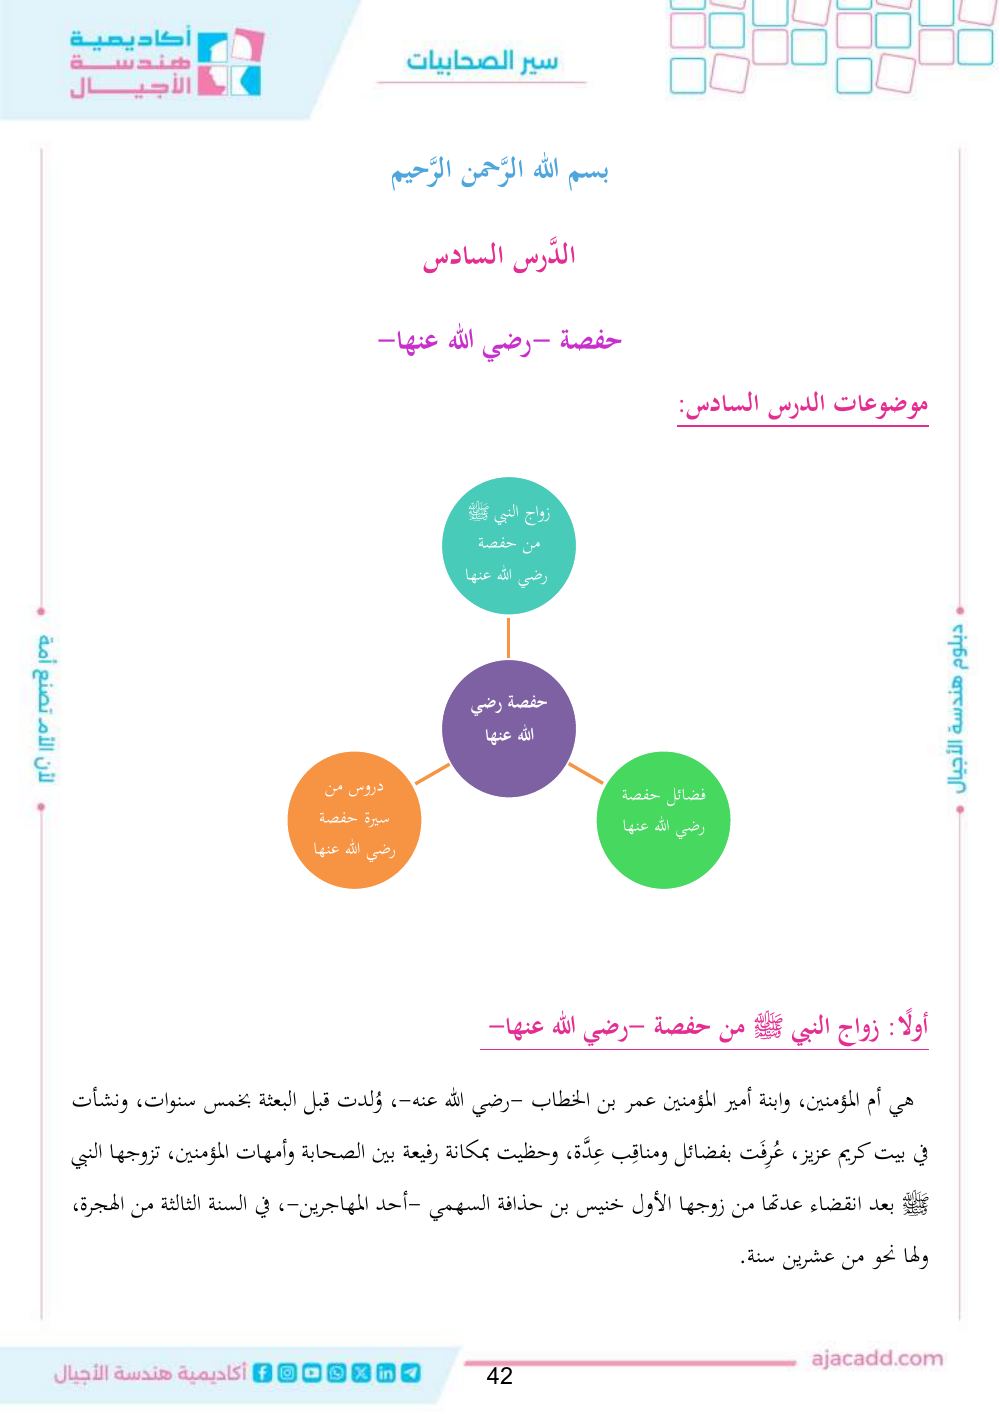 أكاديمية
هندسة
الأجيال
سير الصحابيات
بسم الله الرَّحمن الرَّحيم
الدَّرس السادس
حفصة –رضي الله عنها–
موضوعات الدرس السادس:
زواج النبي ﷺ
من حفصة
رضي الله عنها
حفصة رضي
الله عنها
فضائل حفصة
رضي الله عنها
دروس من
سيرة حفصة
رضي الله عنها
دبلوم هندسة الأجيال
لأن الأم تصنع أمة
أولًا: زواج النبي ﷺ من حفصة –رضي الله عنها–
هي أم المؤمنين، وابنة أمير المؤمنين عمر بن الخطاب –رضي الله عنه–، وُلدت قبل البعثة بخمس سنوات، ونشأت
في بيت كريم عزيز، عُرِفَت بفضائل ومناقِب عِدَّة، وحظيت بمكانة رفيعة بين الصحابة وأمهات المؤمنين، تزوجها النبي
ﷺ بعد انقضاء عدتها من زوجها الأول خنيس بن حذافة السهمي –أحد المهاجرين–، في السنة الثالثة من الهجرة،
ولها نحو من عشرين سنة.
ajacadd.com
42
أكاديمية هندسة الأجيال